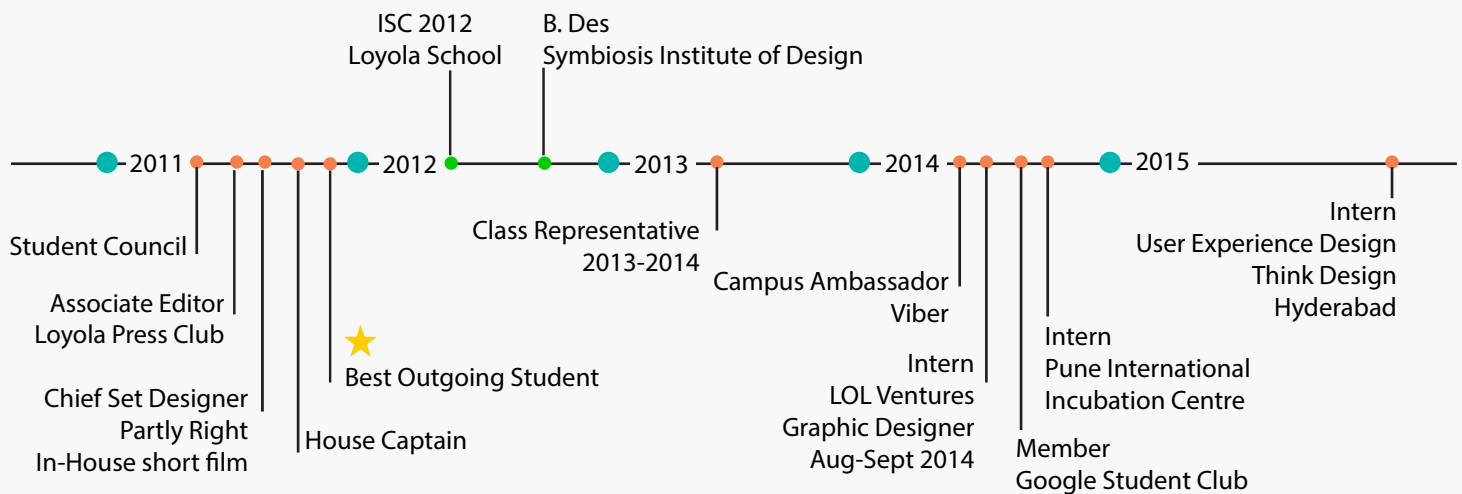 ISC 2012
Loyola School
B. Des
Symbiosis Institute of Design
2011
2012
2013
2014
2015
Student Council
Associate Editor
Loyola Press Club
Chief Set Designer
Partly Right
In-House short film
House Captain
Best Outgoing Student
Class Representative
2013-2014
Campus Ambassador
Viber
Intern
LOL Ventures
Graphic Designer
Aug-Sept 2014
Member
Google Student Club
Intern
Pune International
Incubation Centre
Intern
User Experience Design
Think Design
Hyderabad